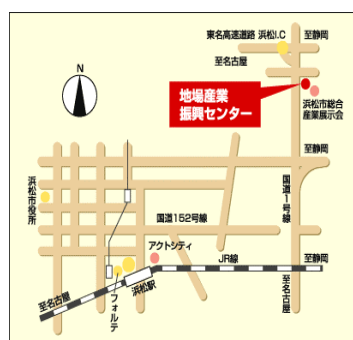 東名高速道路 浜松I.C
至静岡
至名古屋
N
地場産業
振興センター
浜松市総合
産業展示会
至静岡
浜松市役所
国道1号線
国道152号線
アクトシティ
JR線
至静岡
至名古屋
フォルテ
浜松駅
至名古屋